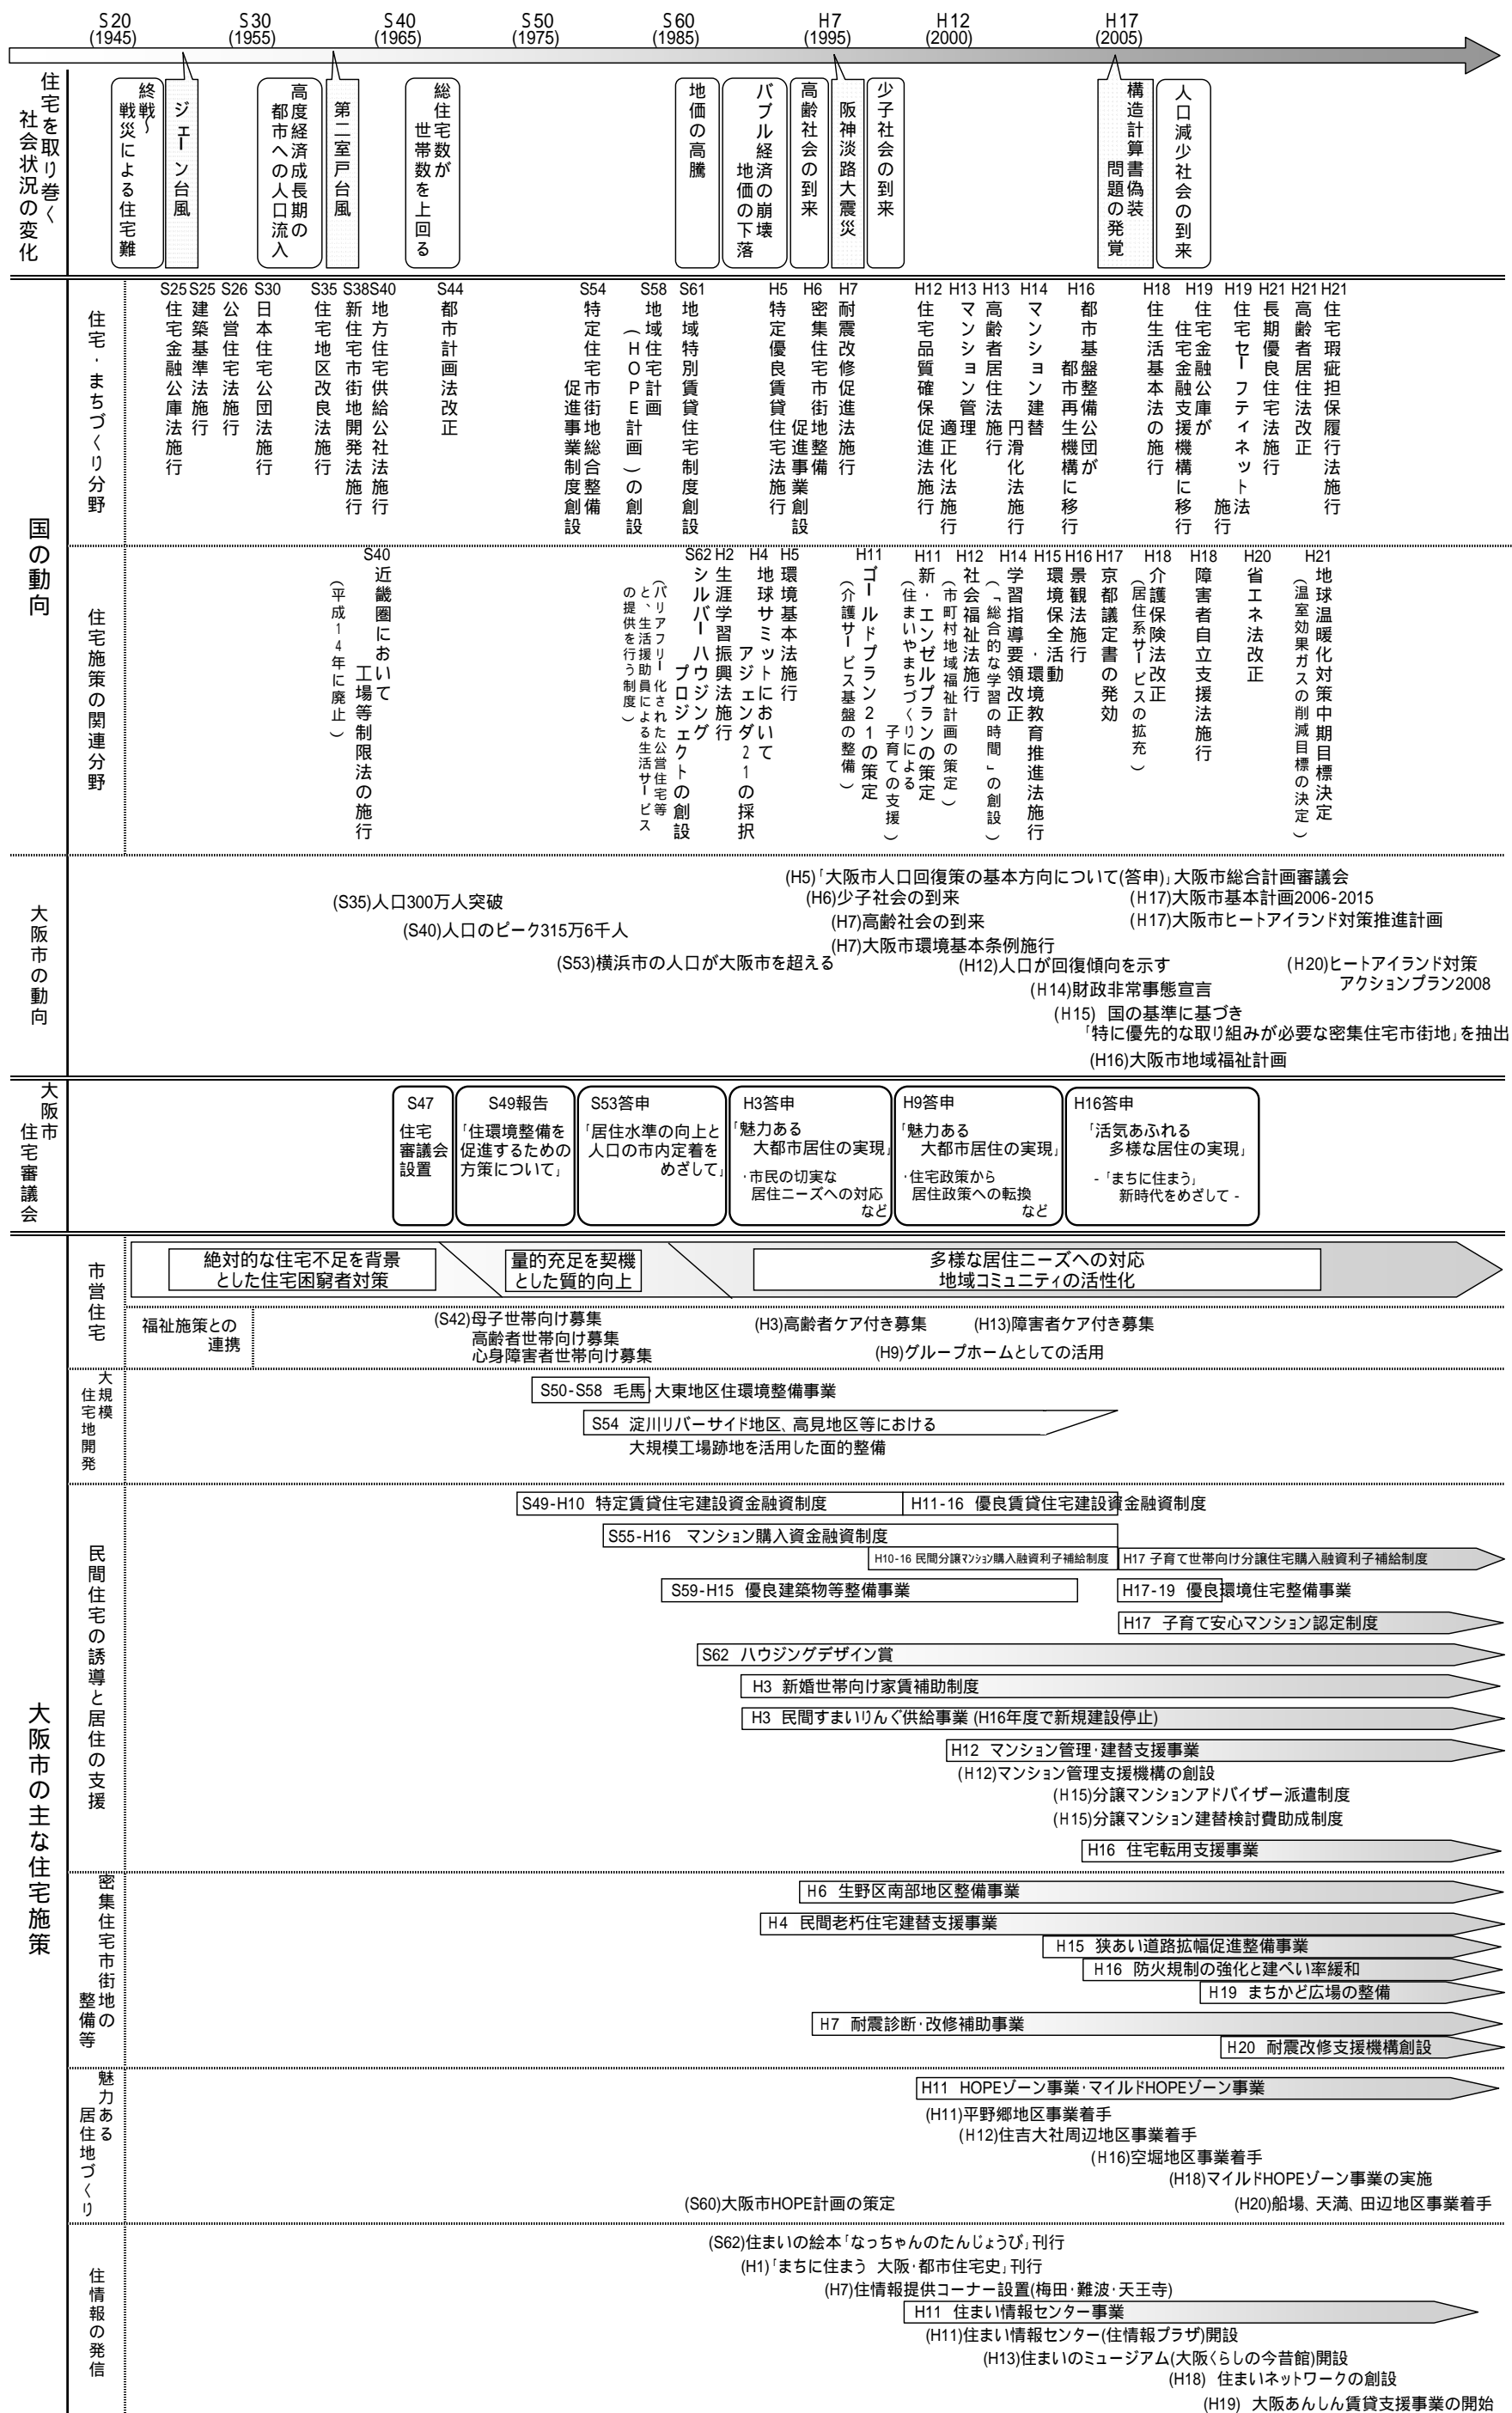 S20
(1945)
S30
(1955)
S40
(1965)
S50
(1975)
S60
(1985)
H7
(1995)
H12
(2000)
H17
(2005)
住宅を取り巻く
社会状況の変化
終戦〜
戦災による住宅難
ジェーン台風
高度経済成長期の
都市への人口流入
第二室戸台風
総住宅数が
世帯数を上回る
地価の高騰
バブル経済の崩壊
地価の下落
高齢社会の到来
阪神淡路大震災
少子社会の到来
構造計算書偽装
問題の発覚
人口減少社会の到来
国の動向
住宅・まちづくり分野
S25
住宅金融公庫法施行
S25
建築基準法施行
S26
公営住宅法施行
S30
日本住宅公団法施行
S35
住宅地区改良法施行
S38
新住宅市街地開発法施行
S40
地方住宅供給公社法施行
S44
都市計画法改正
S54
特定住宅市街地総合整備
促進事業制度創設
S58
地域住宅計画
(HOPE計画)の創設
S61
地域特別賃貸住宅制度創設
H5
特定優良賃貸住宅法施行
H6
密集住宅市街地整備
促進事業創設
H7
耐震改修促進法施行
H12
住宅品質確保促進法施行
H13
マンション管理
適正化法施行
H13
高齢者居住法施行
H14
マンション建替
円滑化法施行
H16
都市基盤整備公団が
都市再生機構に移行
H18
住生活基本法の施行
H19
住宅金融公庫が
住宅金融支援機構に移行
H19
住宅セーフティネット法
施行
H21
長期優良住宅法施行
H21
高齢者居住法改正
H21
住宅瑕疵担保履行法施行
住宅施策の関連分野
S40
近畿圏において
工場等制限法の施行
(平成14年に廃止)
S62
シルバーハウジング
プロジェクトの創設
(バリアフリー化された公営住宅等
と、生活援助員による生活サービス
の提供を行う制度)
H2
生涯学習振興法施行
H4
地球サミットにおいて
アジェンダ21の採択
H5
環境基本法施行
H11
ゴールドプラン21の策定
(介護サービス基盤の整備)
H11
新・エンゼルプランの策定
(住まいやまちづくりによる
子育ての支援)
H12
社会福祉法施行
(市町村地域福祉計画の策定)
H14
学習指導要領改正
(「総合的な学習の時間」の創設)
H15
環境保全活動
・環境教育推進法施行
H16
景観法施行
H17
京都議定書の発効
H18
介護保険法改正
(居住系サービスの拡充)
H18
障害者自立支援法施行
H20
省エネ法改正
H21
地球温暖化対策中期目標決定
(温室効果ガスの削減目標の決定)
大阪市の動向
(S35)人口300万人突破
(S40)人口のピーク315万6千人
(S53)横浜市の人口が大阪市を超える
(H5)「大阪市人口回復策の基本方向について(答申)」大阪市総合計画審議会
(H6)少子社会の到来
(H17)大阪市基本計画2006-2015
(H7)高齢社会の到来
(H17)大阪市ヒートアイランド対策推進計画
(H7)大阪市環境基本条例施行
(H12)人口が回復傾向を示す
(H20)ヒートアイランド対策
アクションプラン2008
(H14)財政非常事態宣言
(H15) 国の基準に基づき
「特に優先的な取り組みが必要な密集住宅市街地」を抽出
(H16)大阪市地域福祉計画
大阪市
住宅審議会
S47
住宅
審議会
設置
S49報告
「住環境整備を
促進するための
方策について」
S53答申
「居住水準の向上と
人口の市内定着を
めざして」
H3答申
「魅力ある
大都市居住の実現」
・市民の切実な
居住ニーズへの対応
など
H9答申
「魅力ある
大都市居住の実現」
・住宅政策から
居住政策への転換
など
H16答申
「活気あふれる
多様な居住の実現」
-「まちに住まう」
新時代をめざして-
大阪市の主な住宅施策
市営住宅
絶対的な住宅不足を背景
とした住宅困窮者対策
量的充足を契機
とした質的向上
多様な居住ニーズへの対応
地域コミュニティの活性化
福祉施策との
連携
(S42)母子世帯向け募集
高齢者世帯向け募集
心身障害者世帯向け募集
(H3)高齢者ケア付き募集
(H13)障害者ケア付き募集
(H9)グループホームとしての活用
大規模
住宅地開発
S50-S58 毛馬・大東地区住環境整備事業
S54 淀川リバーサイド地区、高見地区等における
大規模工場跡地を活用した面的整備
民間住宅の誘導と居住の支援
S49-H10 特定賃貸住宅建設資金融資制度
H11-16 優良賃貸住宅建設資金融資制度
S55-H16 マンション購入資金融資制度
H10-16 民間分譲マンション購入融資利子補給制度
H17 子育て世帯向け分譲住宅購入融資利子補給制度
S59-H15 優良建築物等整備事業
H17-19 優良環境住宅整備事業
H17 子育て安心マンション認定制度
S62 ハウジングデザイン賞
H3 新婚世帯向け家賃補助制度
H3 民間すまいりんぐ供給事業(H16年度で新規建設停止)
H12 マンション管理・建替支援事業
(H12)マンション管理支援機構の創設
(H15)分譲マンションアドバイザー派遣制度
(H15)分譲マンション建替検討費助成制度
H16 住宅転用支援事業
密集住宅市街地の
整備等
H6 生野区南部地区整備事業
H4 民間老朽住宅建替支援事業
H15 狭あい道路拡幅促進整備事業
H16 防火規制の強化と建ぺい率緩和
H19 まちかど広場の整備
H7 耐震診断・改修補助事業
H20 耐震改修支援機構創設
魅力ある
居住地づくり
H11 HOPEゾーン事業・マイルドHOPEゾーン事業
(H11)平野郷地区事業着手
(H12)住吉大社周辺地区事業着手
(H16)空堀地区事業着手
(H18)マイルドHOPEゾーン事業の実施
(S60)大阪市HOPE計画の策定
(H20)船場、天満、田辺地区事業着手
住情報の発信
(S62)住まいの絵本「なっちゃんのたんじょうび」刊行
(H1)「まちに住まう 大阪・都市住宅史」刊行
(H7)住情報提供コーナー設置(梅田・難波・天王寺)
H11 住まい情報センター事業
(H11)住まい情報センター(住情報プラザ)開設
(H13)住まいのミュージアム(大阪くらしの今昔館)開設
(H18) 住まいネットワークの創設
(H19) 大阪あんしん賃貸支援事業の開始